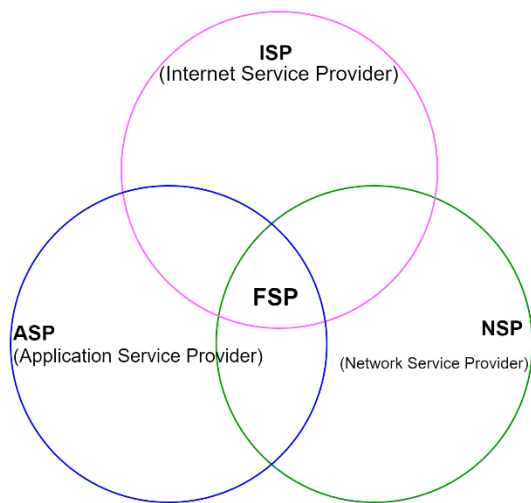 ISP
(Internet Service Provider)
FSP
ASP
(Application Service Provider)
NSP
(Network Service Provider)